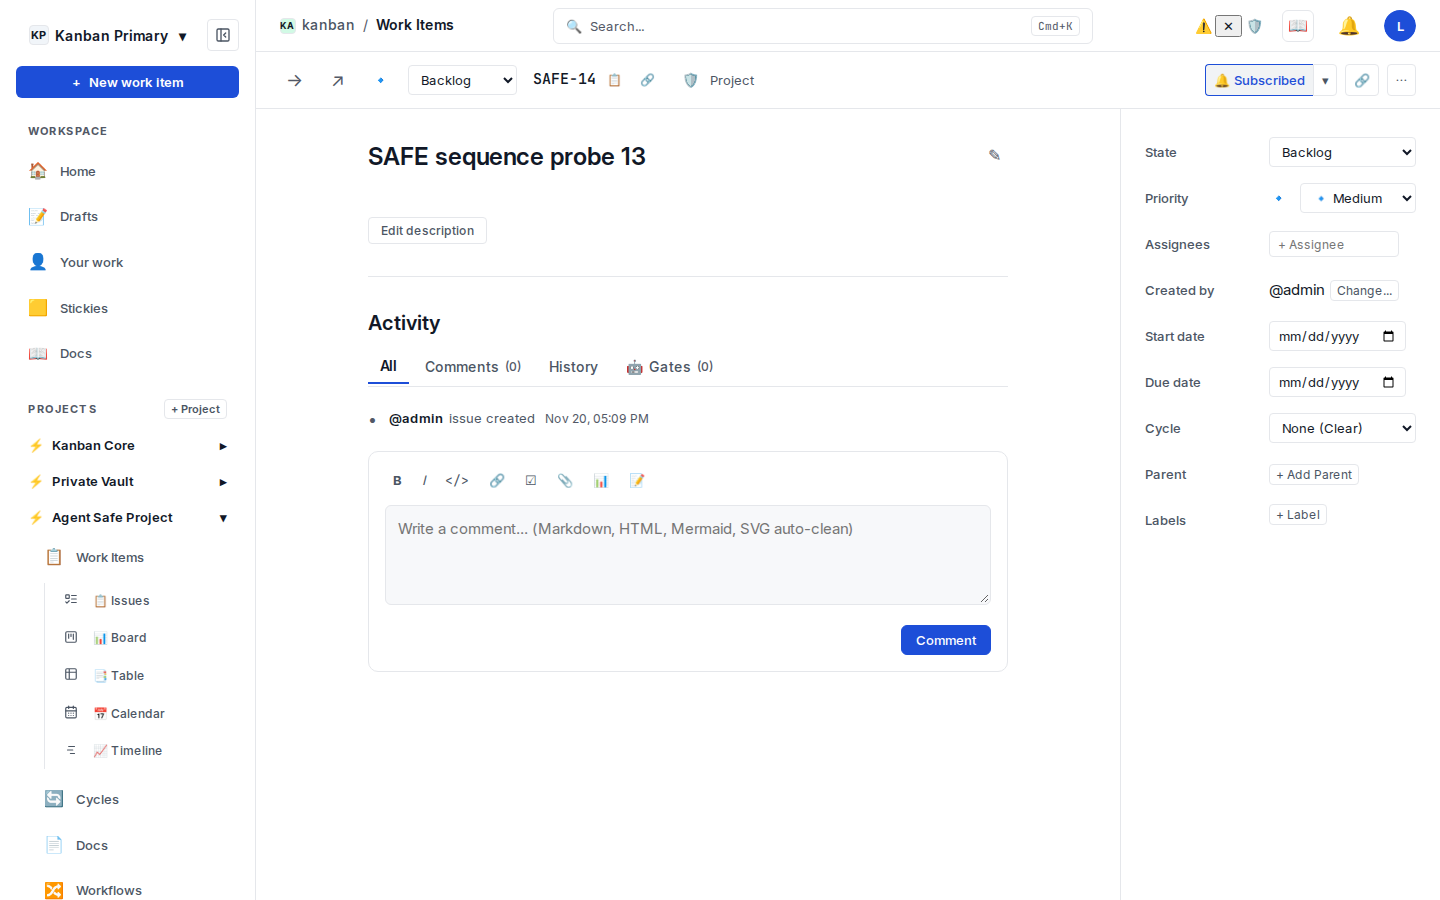 KP Kanban Primary ▾
+ New work item
WORKSPACE
Home
Drafts
Your work
Stickies
Docs
PROJECTS
+ Project
Kanban Core
Private Vault
Agent Safe Project
Work Items
Issues
Board
Table
Calendar
Timeline
Cycles
Docs
Workflows
KA kanban / Work Items
Search...
Cmd+K
L
Backlog
SAFE-14
Project
Subscribed
SAFE sequence probe 13
Edit description
Activity
All
Comments (0)
History
Gates (0)
@admin issue created Nov 20, 05:09 PM
B I </>
Write a comment... (Markdown, HTML, Mermaid, SVG auto-clean)
Comment
State
Backlog
Priority
Medium
Assignees
+ Assignee
Created by
@admin Change...
Start date
mm/dd/yyyy
Due date
mm/dd/yyyy
Cycle
None (Clear)
Parent
+ Add Parent
Labels
+ Label